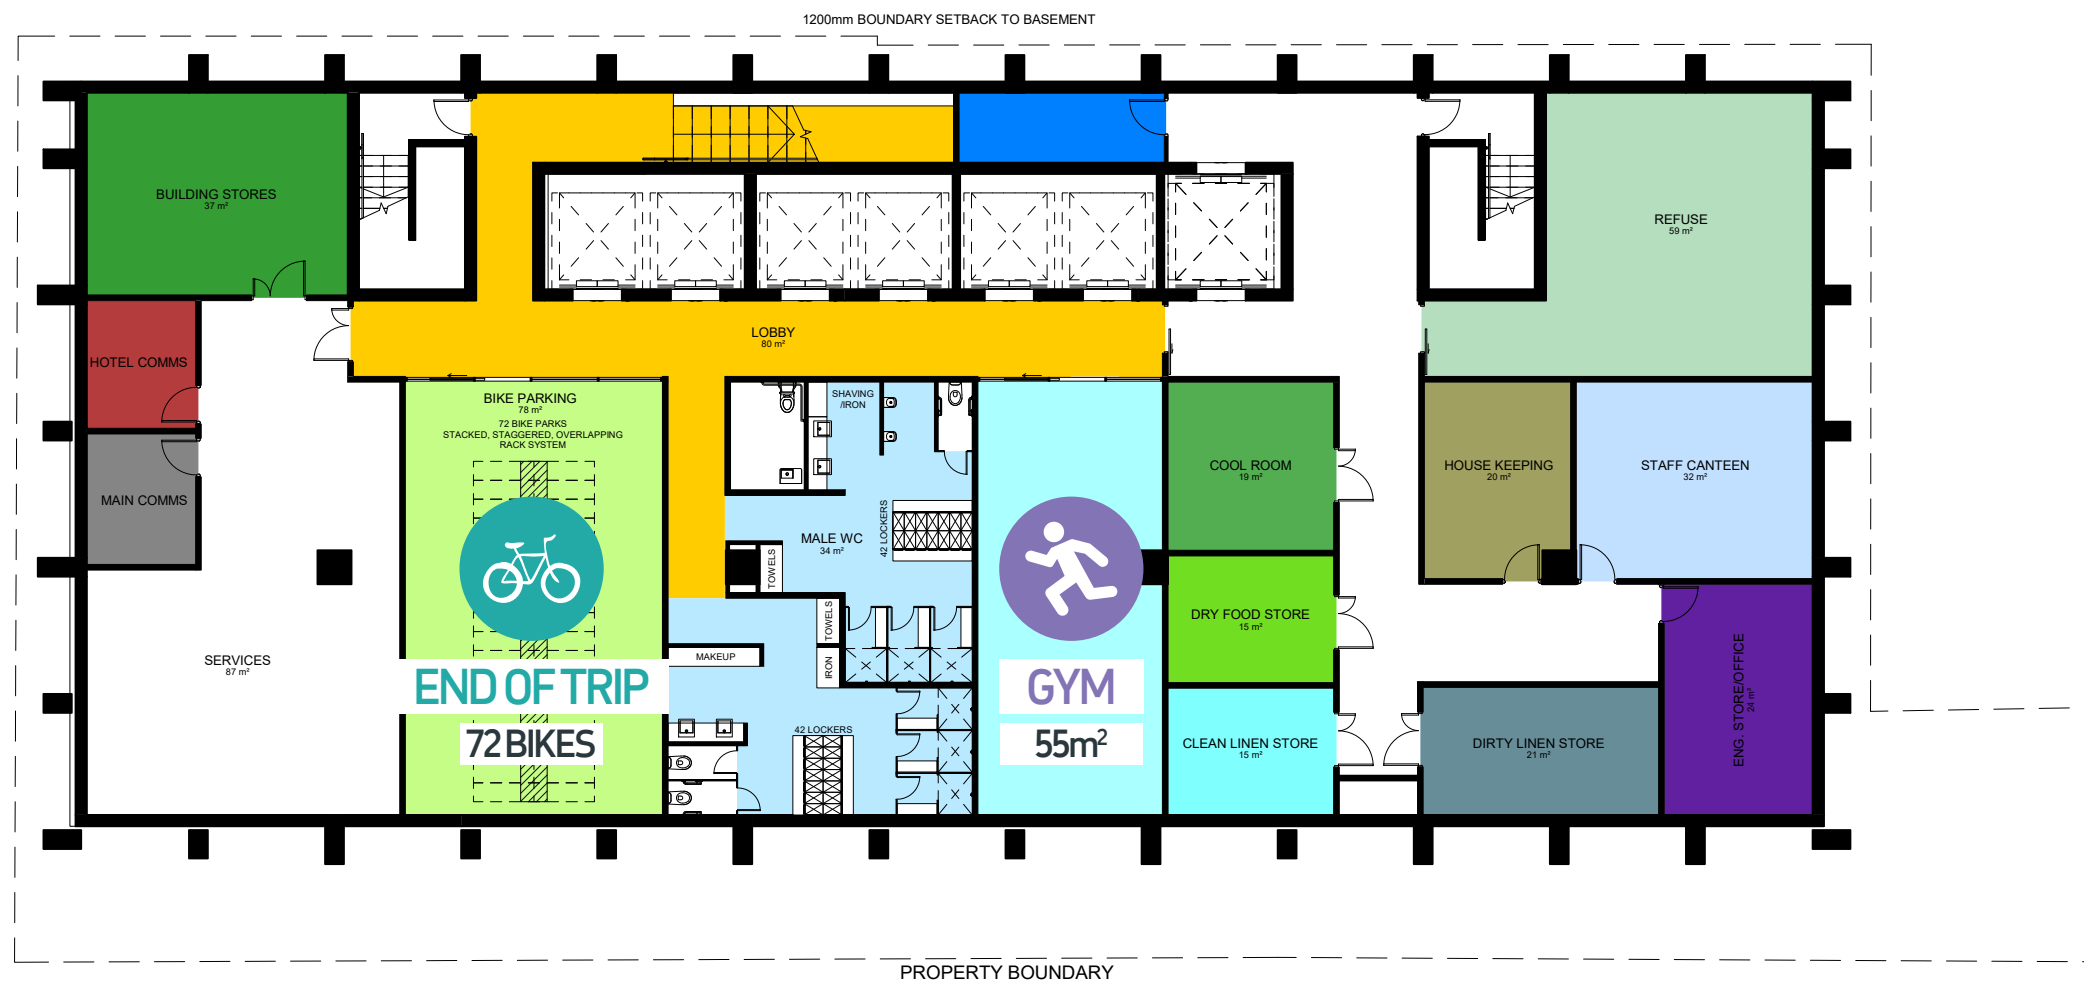 1200mm BOUNDARY SETBACK TO BASEMENT
BUILDING STORES
37 m²
REFUSE
59 m²
LOBBY
80 m²
HOTEL COMMS
MAIN COMMS
BIKE PARKING
78 m²
72 BIKE PARKS
STACKED, STAGGERED, OVERLAPPING
RACK SYSTEM
SHAVING
/IRON
COOL ROOM
19 m²
HOUSE KEEPING
20 m²
STAFF CANTEEN
32 m²
42 LOCKERS
MALE WC
34 m²
TOWELS
TOWELS
IRON
MAKEUP
DRY FOOD STORE
15 m²
SERVICES
87 m²
END OF TRIP
72 BIKES
GYM
55m²
42 LOCKERS
CLEAN LINEN STORE
15 m²
DIRTY LINEN STORE
21 m²
ENG. STORE/OFFICE
24 m²
PROPERTY BOUNDARY